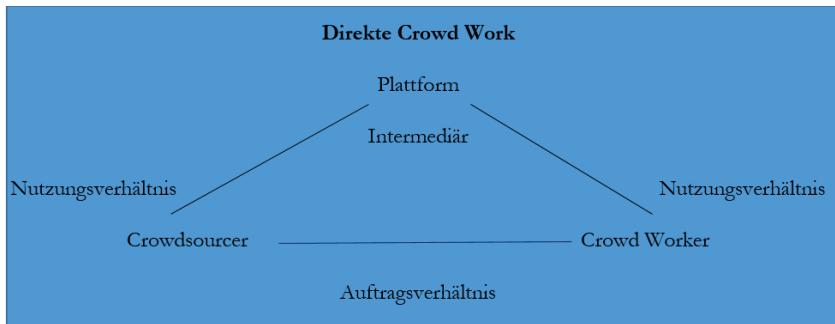 Direkte Crowd Work
Plattform
Intermediär
Nutzungsverhältnis
Nutzungsverhältnis
Crowdsourcer
Crowd Worker
Auftragsverhältnis